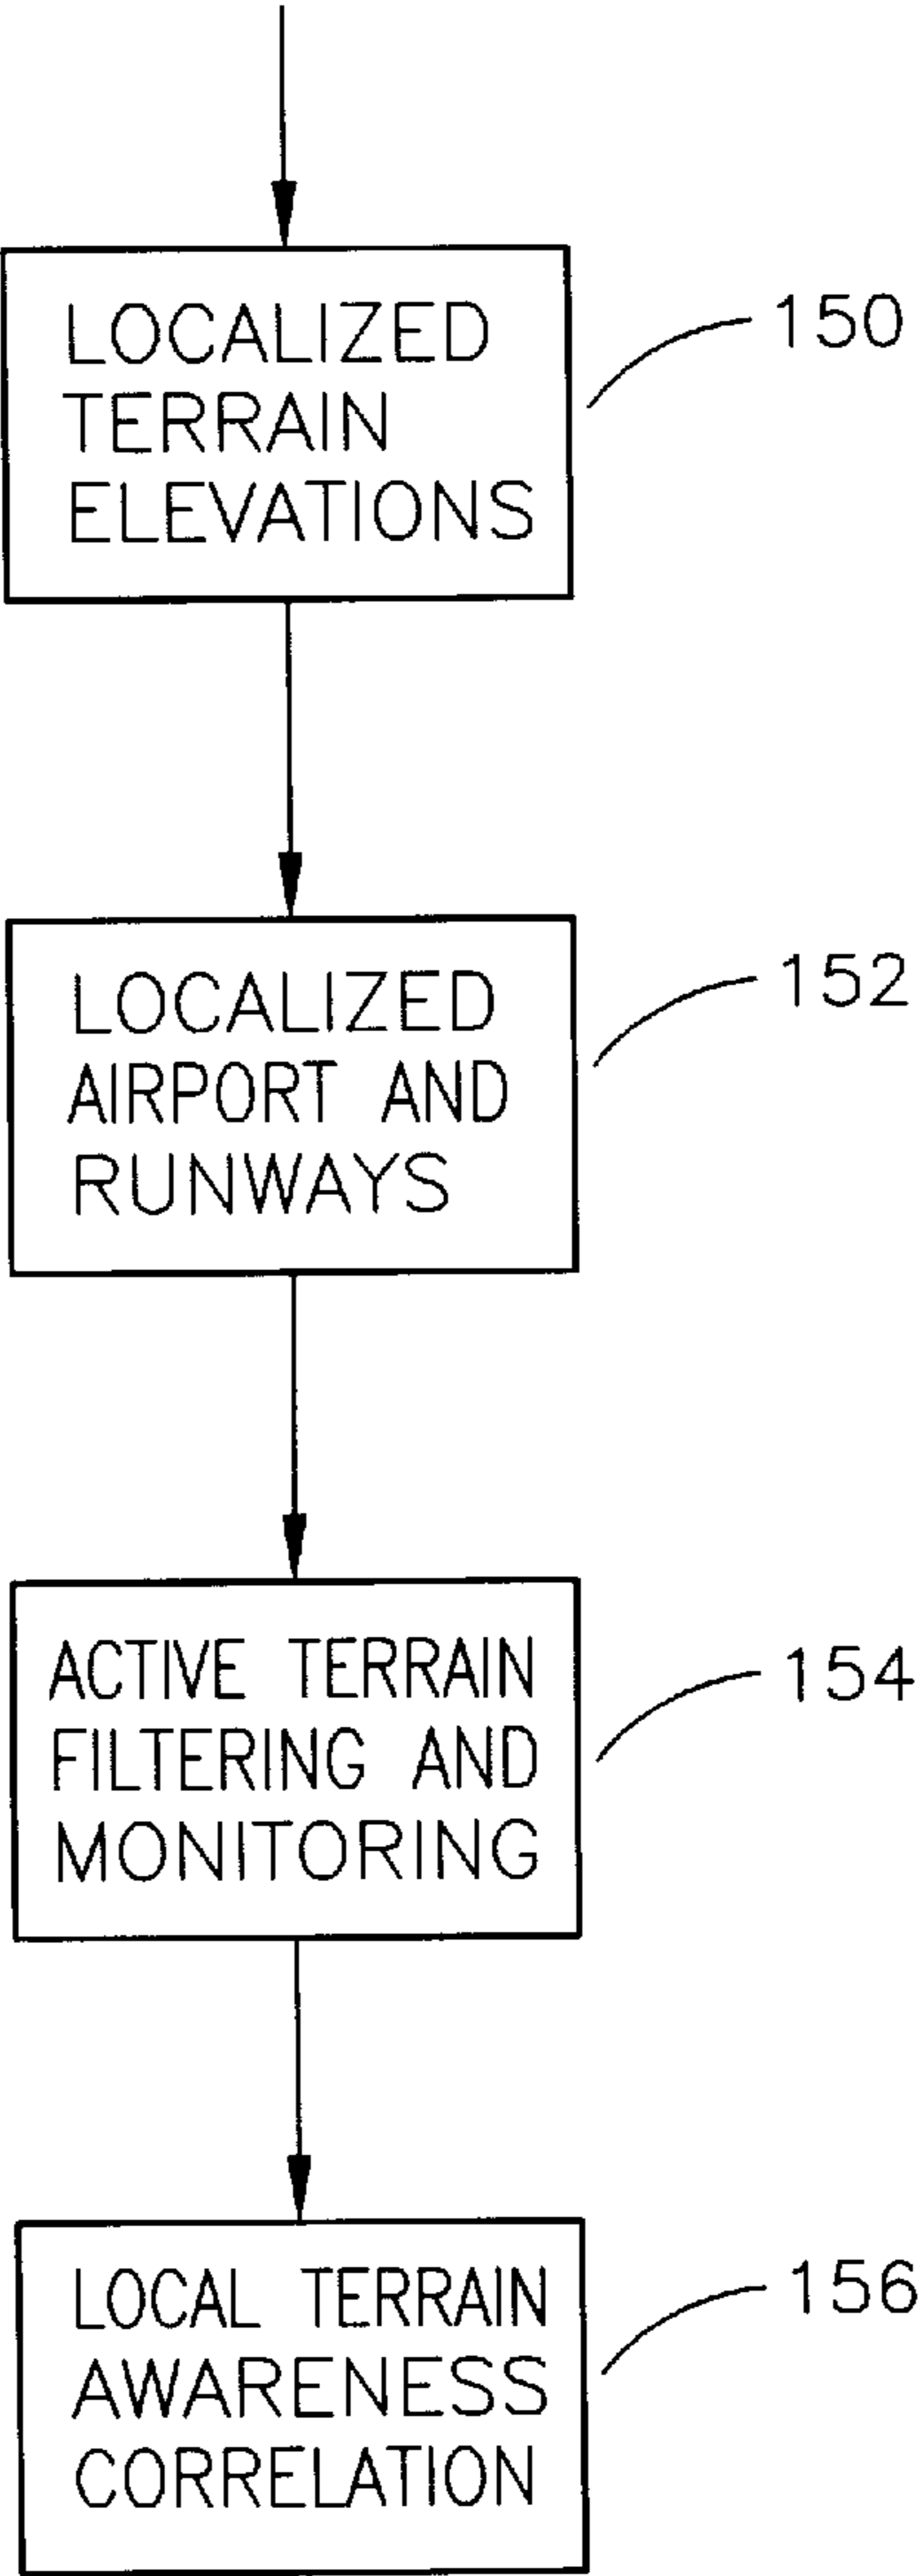 LOCALIZED
TERRAIN
ELEVATIONS
150
LOCALIZED
AIRPORT AND
RUNWAYS
152
ACTIVE TERRAIN
FILTERING AND
MONITORING
154
LOCAL TERRAIN
AWARENESS
CORRELATION
156